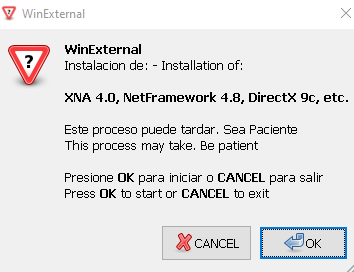 WinExternal
?
WinExternal
Instalacion de: - Installation of:
XNA 4.0, NetFramework 4.8, DirectX 9c, etc.
Este proceso puede tardar. Sea Paciente
This process may take. Be patient
Presione OK para iniciar o CANCEL para salir
Press OK to start or CANCEL to exit
CANCEL
OK